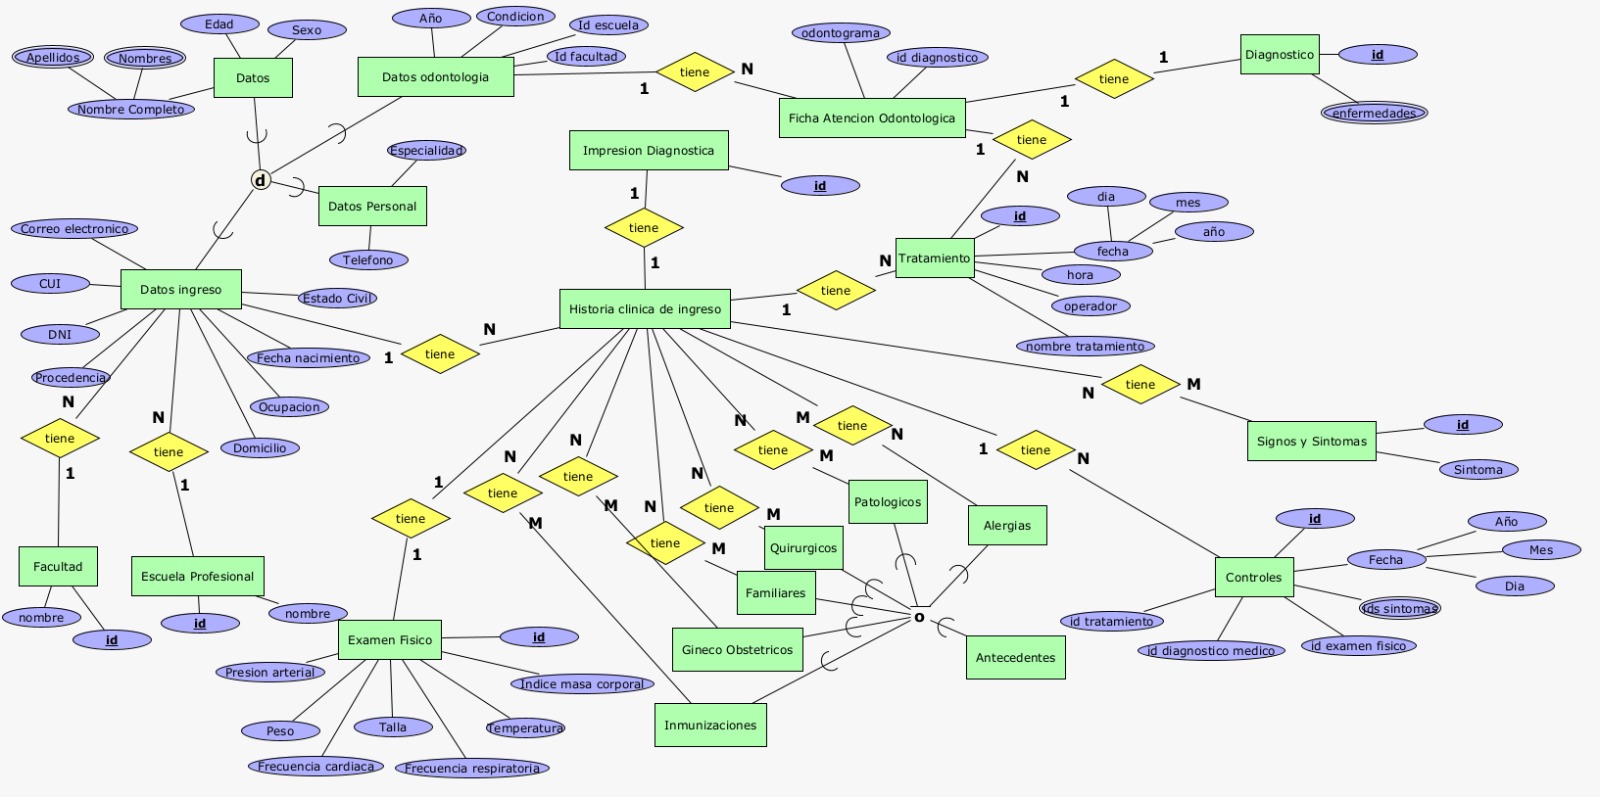 Edad
Sexo
Apellidos
Nombres
Datos
Nombre Completo
Año
Condicion
Id escuela
Id facultad
Datos odontologia
tiene
1
N
odontograma
id diagnostico
Ficha Atencion Odontologica
tiene
1
1
Diagnostico
id
enfermedades
tiene
1
N
Impresion Diagnostica
id
1
tiene
1
d
Especialidad
Datos Personal
Telefono
Correo electronico
CUI
DNI
Procedencia
Datos ingreso
Estado Civil
Fecha nacimiento
Ocupacion
Domicilio
tiene
1
N
Historia clinica de ingreso
tiene
1
N
Tratamiento
id
dia
mes
año
fecha
hora
operador
nombre tratamiento
N
tiene
1
N
tiene
1
Facultad
nombre
id
Escuela Profesional
id
nombre
1
tiene
1
N
tiene
M
N
tiene
M
N
tiene
M
N
tiene
M
N
tiene
M
M
tiene
N
1
tiene
N
N
tiene
M
Signos y Sintomas
id
Sintoma
Patologicos
Alergias
Quirurgicos
Familiares
Gineco Obstetricos
Inmunizaciones
o
Antecedentes
Controles
id
Fecha
Año
Mes
Dia
ids sintomas
id tratamiento
id diagnostico medico
id examen fisico
Examen Fisico
id
Presion arterial
Indice masa corporal
Peso
Talla
Temperatura
Frecuencia cardiaca
Frecuencia respiratoria